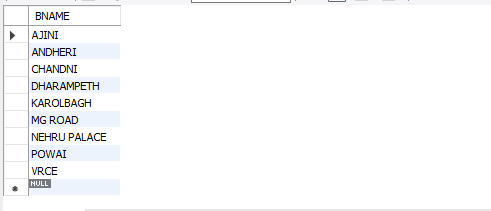 BNAME
AJINI
ANDHERI
CHANDNI
DHARAMPETH
KAROLBAGH
MG ROAD
NEHRU PALACE
POWAI
VRCE
NULL